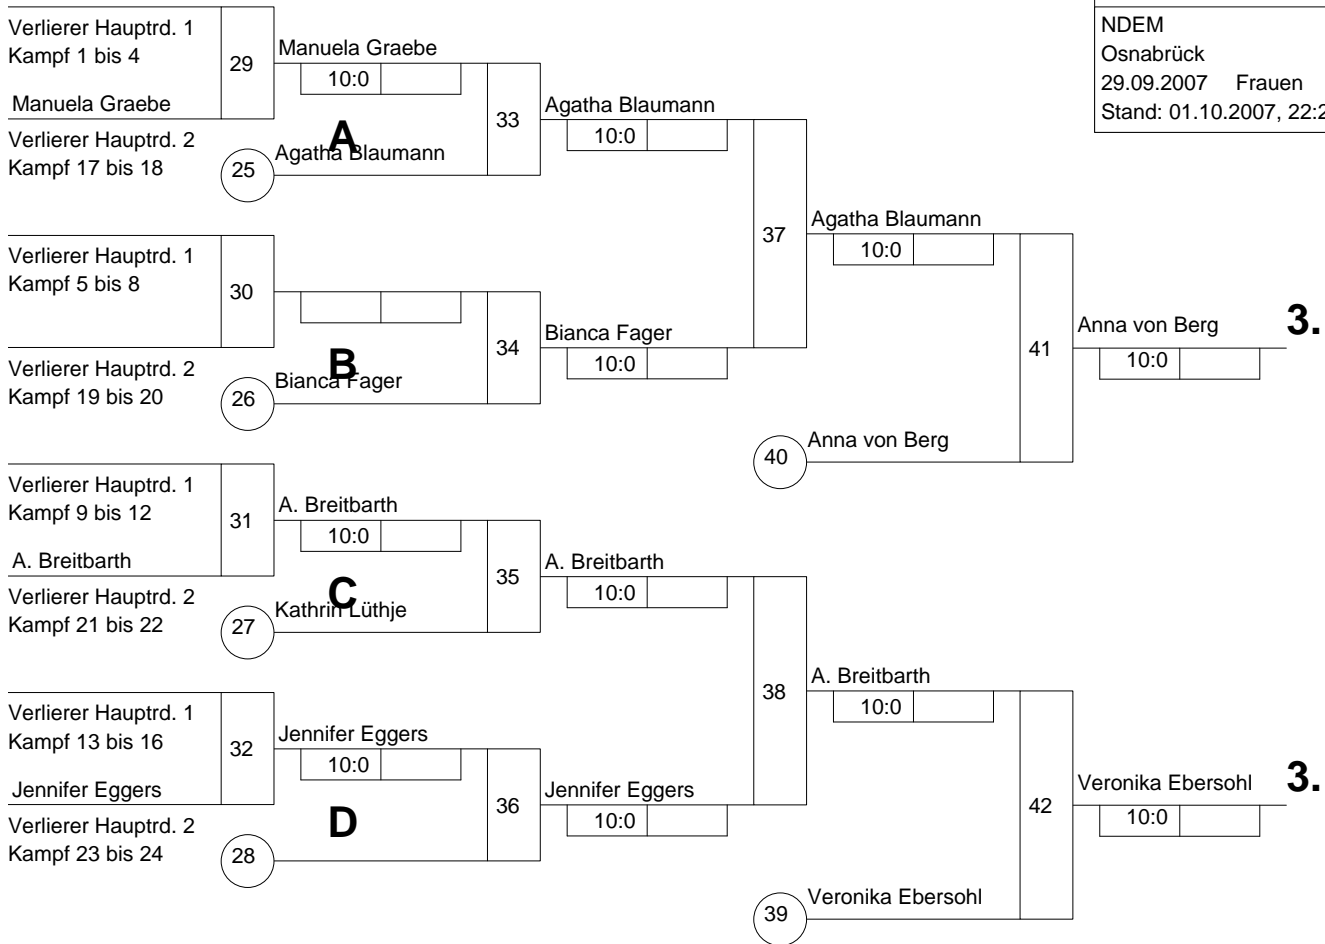 NDEM
Osnabrück
29.09.2007 Frauen
Stand: 01.10.2007, 22:2
Verlierer Hauptrd. 1
Kampf 1 bis 4
29
Manuela Graebe
10:0
Manuela Graebe
Verlierer Hauptrd. 2
Kampf 17 bis 18
A
25
Agatha Blaumann
33
Agatha Blaumann
10:0
Verlierer Hauptrd. 1
Kampf 5 bis 8
30
B
Verlierer Hauptrd. 2
Kampf 19 bis 20
26
Bianca Fager
34
Bianca Fager
10:0
37
Agatha Blaumann
10:0
40
Anna von Berg
41
Anna von Berg
3.
10:0
Verlierer Hauptrd. 1
Kampf 9 bis 12
31
A. Breitbarth
10:0
A. Breitbarth
Verlierer Hauptrd. 2
Kampf 21 bis 22
C
27
Kathrin Lüthje
35
A. Breitbarth
10:0
Verlierer Hauptrd. 1
Kampf 13 bis 16
32
Jennifer Eggers
10:0
Jennifer Eggers
Verlierer Hauptrd. 2
Kampf 23 bis 24
D
28
36
Jennifer Eggers
10:0
38
A. Breitbarth
10:0
39
Veronika Ebersohl
42
Veronika Ebersohl
3.
10:0